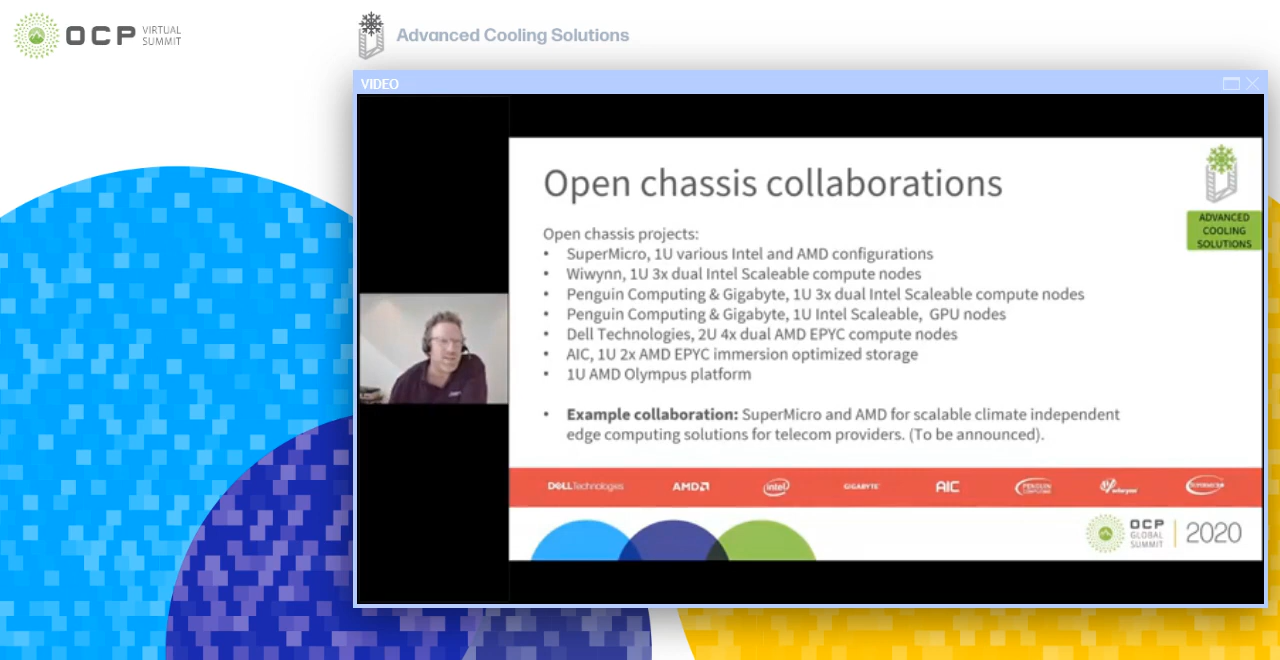 OCP VIRTUAL
SUMMIT
Advanced Cooling Solutions
VIDEO
Open chassis collaborations
ADVANCED
COOLING
SOLUTIONS
Open chassis projects:
• SuperMicro, 1U various Intel and AMD configurations
• Wiwynn, 1U 3x dual Intel Scaleable compute nodes
• Penguin Computing & Gigabyte, 1U 3x dual Intel Scaleable compute nodes
• Penguin Computing & Gigabyte, 1U Intel Scaleable, GPU nodes
• Dell Technologies, 2U 4x dual AMD EPYC compute nodes
• AIC, 1U 2x AMD EPYC immersion optimized storage
• 1U AMD Olympus platform
• Example collaboration: SuperMicro and AMD for scalable climate independent
edge computing solutions for telecom providers. (To be announced).
DELL Technologies AMD intel GIGABYTE AIC PENGUIN COMPUTING wiwynn SUPERMICRO
OCP
GLOBAL
SUMMIT
2020